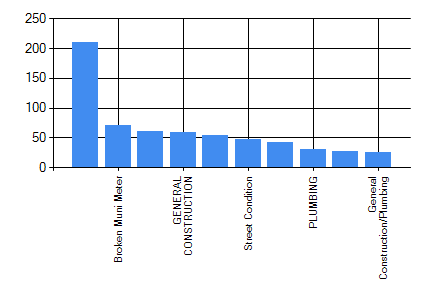 250
200
150
100
50
0
Broken Muni Meter
GENERAL
CONSTRUCTION
Street Condition
PLUMBING
General
Construction/Plumbing